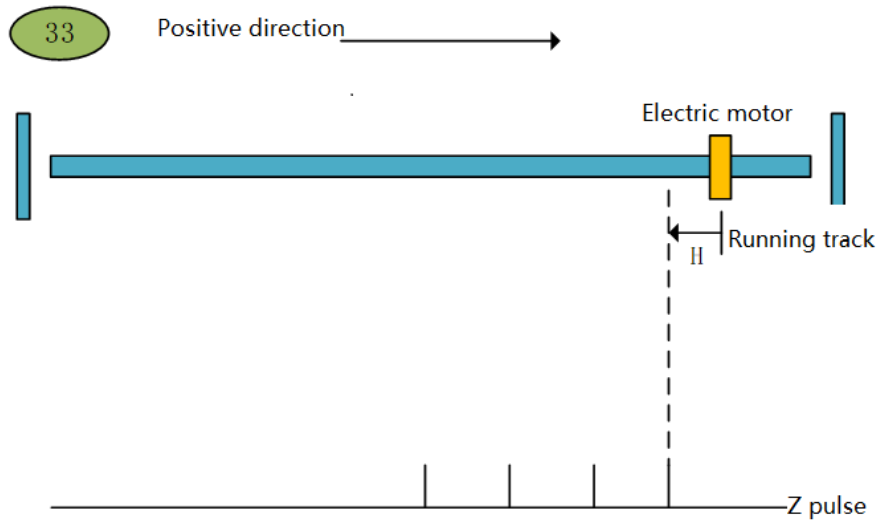 33
Positive direction
Electric motor
Running track
H
Z pulse